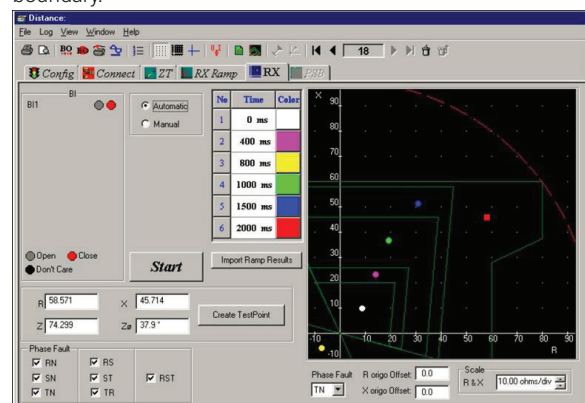 boundary.
Distance:
File Log View Window Help
18
Config Connect ZT RX Ramp RX PSB
BI
BI1
Automatic
Manual
Open Close
Don't Care
Start
No Time Color
1 0 ms
2 400 ms
3 800 ms
4 1000 ms
5 1500 ms
6 2000 ms
Import Ramp Results
R 58.571 X 45.714
Z 74.299 Zø 37.9 °
Create TestPoint
Phase Fault
RN RS
SN ST RST
TN TR
X
90
80
70
60
50
40
30
20
10
-10 10 20 30 40 50 60 70 80 90
-10
R
Phase Fault R origo Offset: 0.0
TN X origo Offset: 0.0
Scale
R & X 10.00 ohms/div